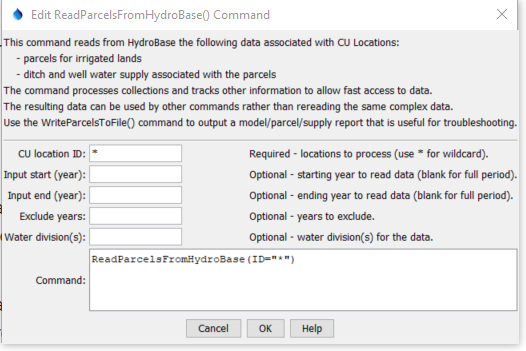 Edit ReadParcelsFromHydroBase() Command
This command reads from HydroBase the following data associated with CU Locations:
- parcels for irrigated lands
- ditch and well water supply associated with the parcels
The command processes collections and tracks other information to allow fast access to data.
The resulting data can be used by other commands rather than rereading the same complex data.
Use the WriteParcelsToFile() command to output a model/parcel/supply report that is useful for troubleshooting.
CU location ID: * Required - locations to process (use * for wildcard).
Input start (year): Optional - starting year to read data (blank for full period).
Input end (year): Optional - ending year to read data (blank for full period).
Exclude years: Optional - years to exclude.
Water division(s): Optional - water division(s) for the data.
Command: ReadParcelsFromHydroBase(ID="*")
Cancel OK Help